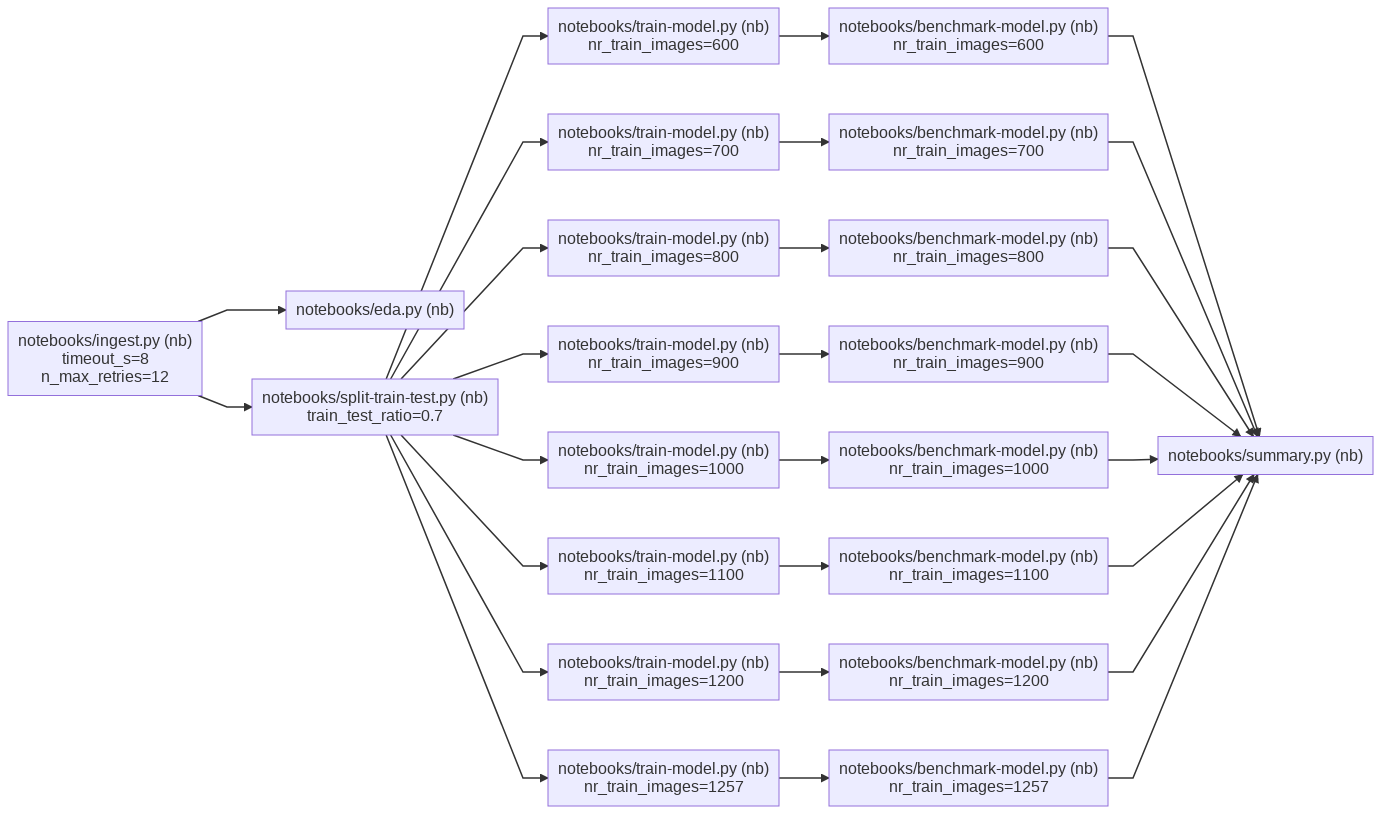 notebooks/ingest.py (nb)
timeout_s=8
n_max_retries=12
notebooks/eda.py (nb)
notebooks/split-train-test.py (nb)
train_test_ratio=0.7
notebooks/train-model.py (nb)
nr_train_images=600
notebooks/benchmark-model.py (nb)
nr_train_images=600
notebooks/train-model.py (nb)
nr_train_images=700
notebooks/benchmark-model.py (nb)
nr_train_images=700
notebooks/train-model.py (nb)
nr_train_images=800
notebooks/benchmark-model.py (nb)
nr_train_images=800
notebooks/train-model.py (nb)
nr_train_images=900
notebooks/benchmark-model.py (nb)
nr_train_images=900
notebooks/train-model.py (nb)
nr_train_images=1000
notebooks/benchmark-model.py (nb)
nr_train_images=1000
notebooks/train-model.py (nb)
nr_train_images=1100
notebooks/benchmark-model.py (nb)
nr_train_images=1100
notebooks/train-model.py (nb)
nr_train_images=1200
notebooks/benchmark-model.py (nb)
nr_train_images=1200
notebooks/train-model.py (nb)
nr_train_images=1257
notebooks/benchmark-model.py (nb)
nr_train_images=1257
notebooks/summary.py (nb)